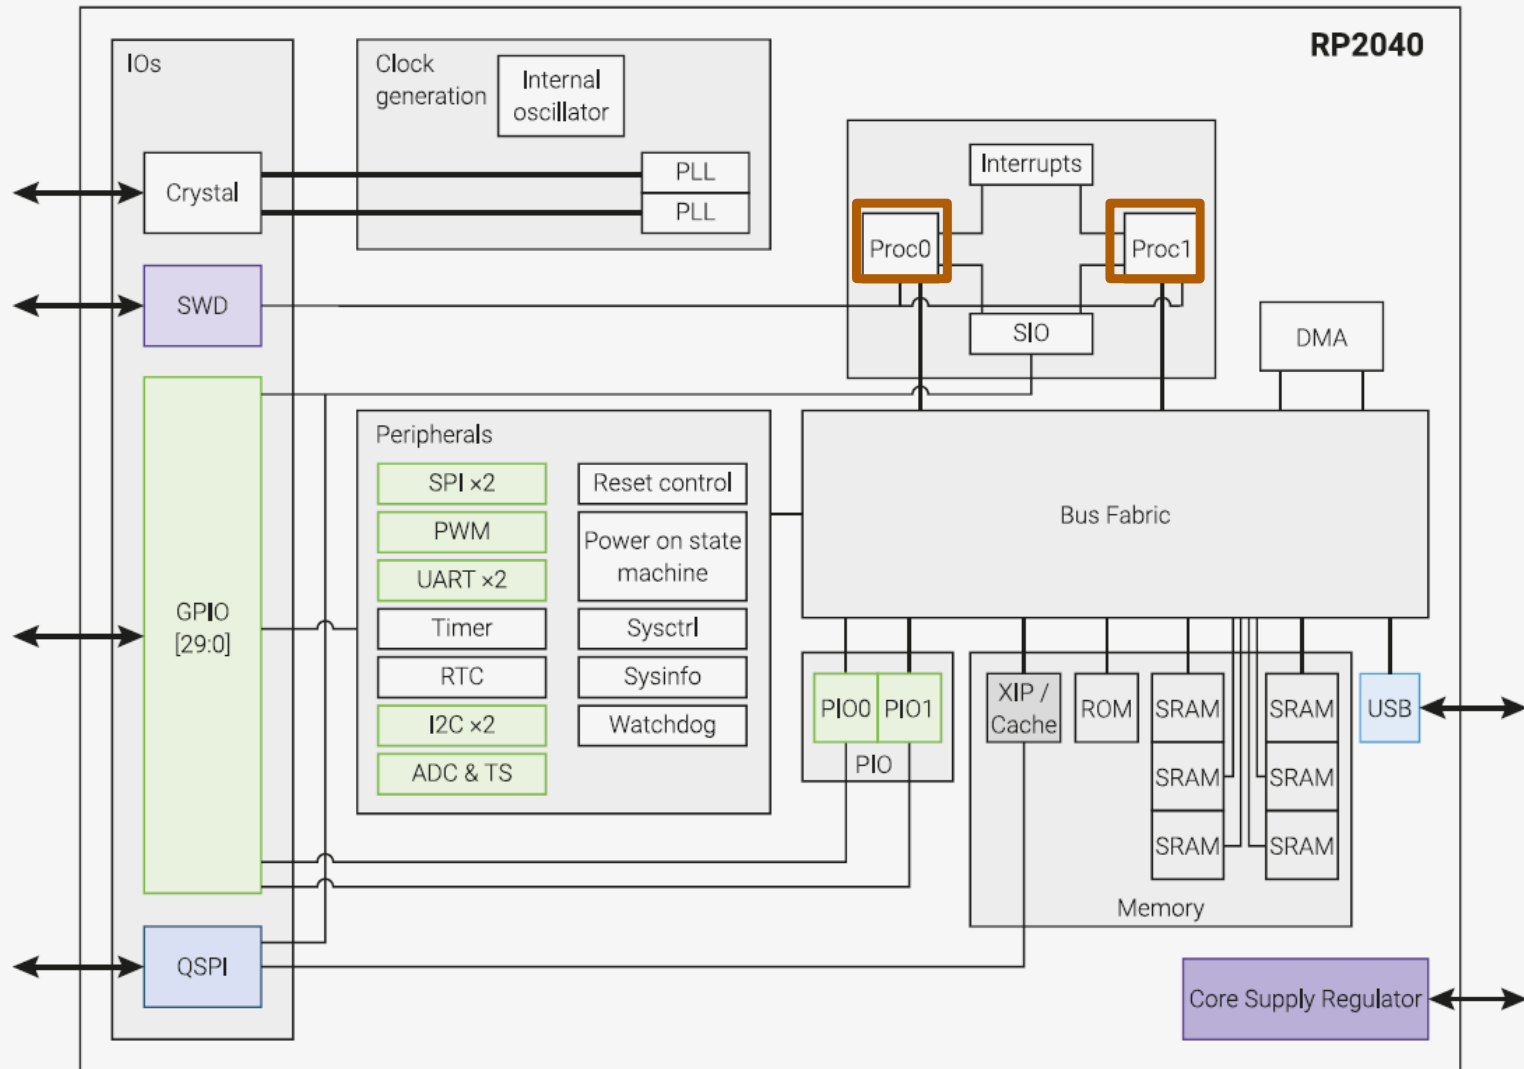 RP2040
IOs
Clock
generation
Internal
oscillator
Crystal
PLL
PLL
Interrupts
Proc0
Proc1
SWD
SIO
DMA
GPIO
[29:0]
Peripherals
SPI ×2
PWM
UART ×2
Timer
RTC
I2C ×2
ADC & TS
Reset control
Power on state
machine
Sysctrl
Sysinfo
Watchdog
Bus Fabric
PIO0
PIO1
PIO
XIP /
Cache
ROM
SRAM
SRAM
SRAM
SRAM
SRAM
SRAM
Memory
USB
QSPI
Core Supply Regulator